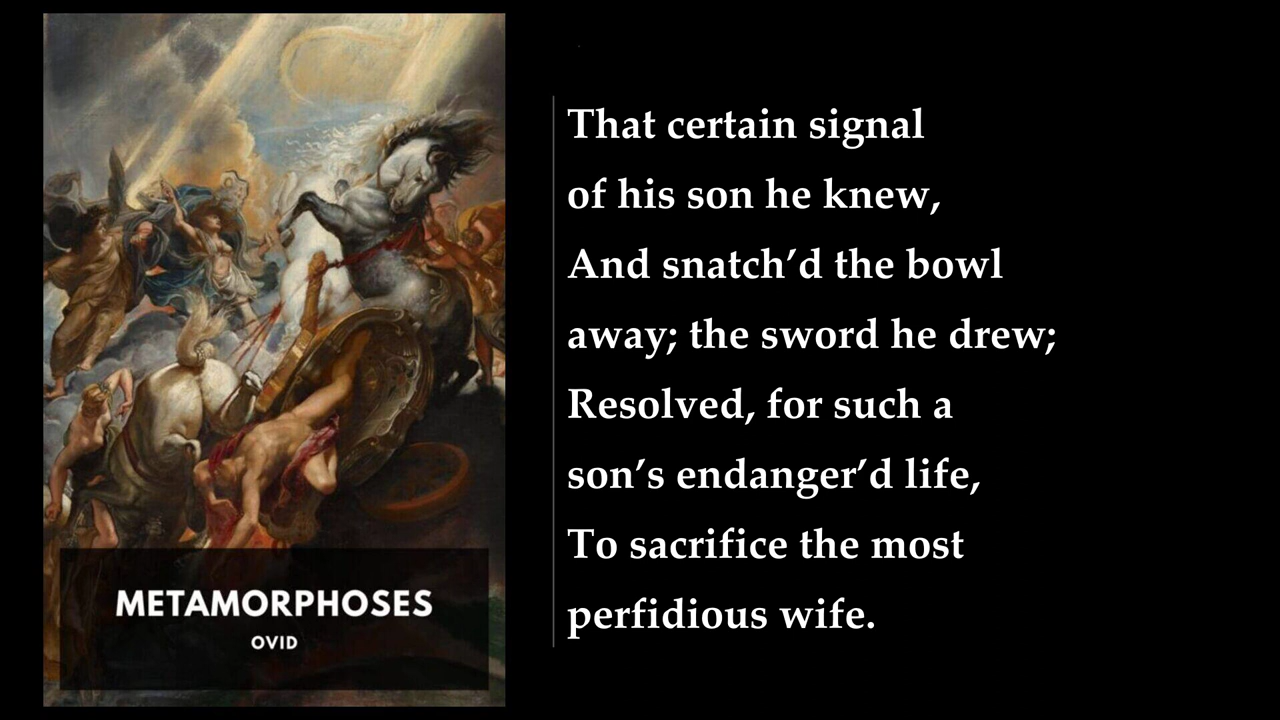 METAMORPHOSES
OVID
That certain signal
of his son he knew,
And snatch’d the bowl
away; the sword he drew;
Resolved, for such a
son’s endanger’d life,
To sacrifice the most
perfidious wife.